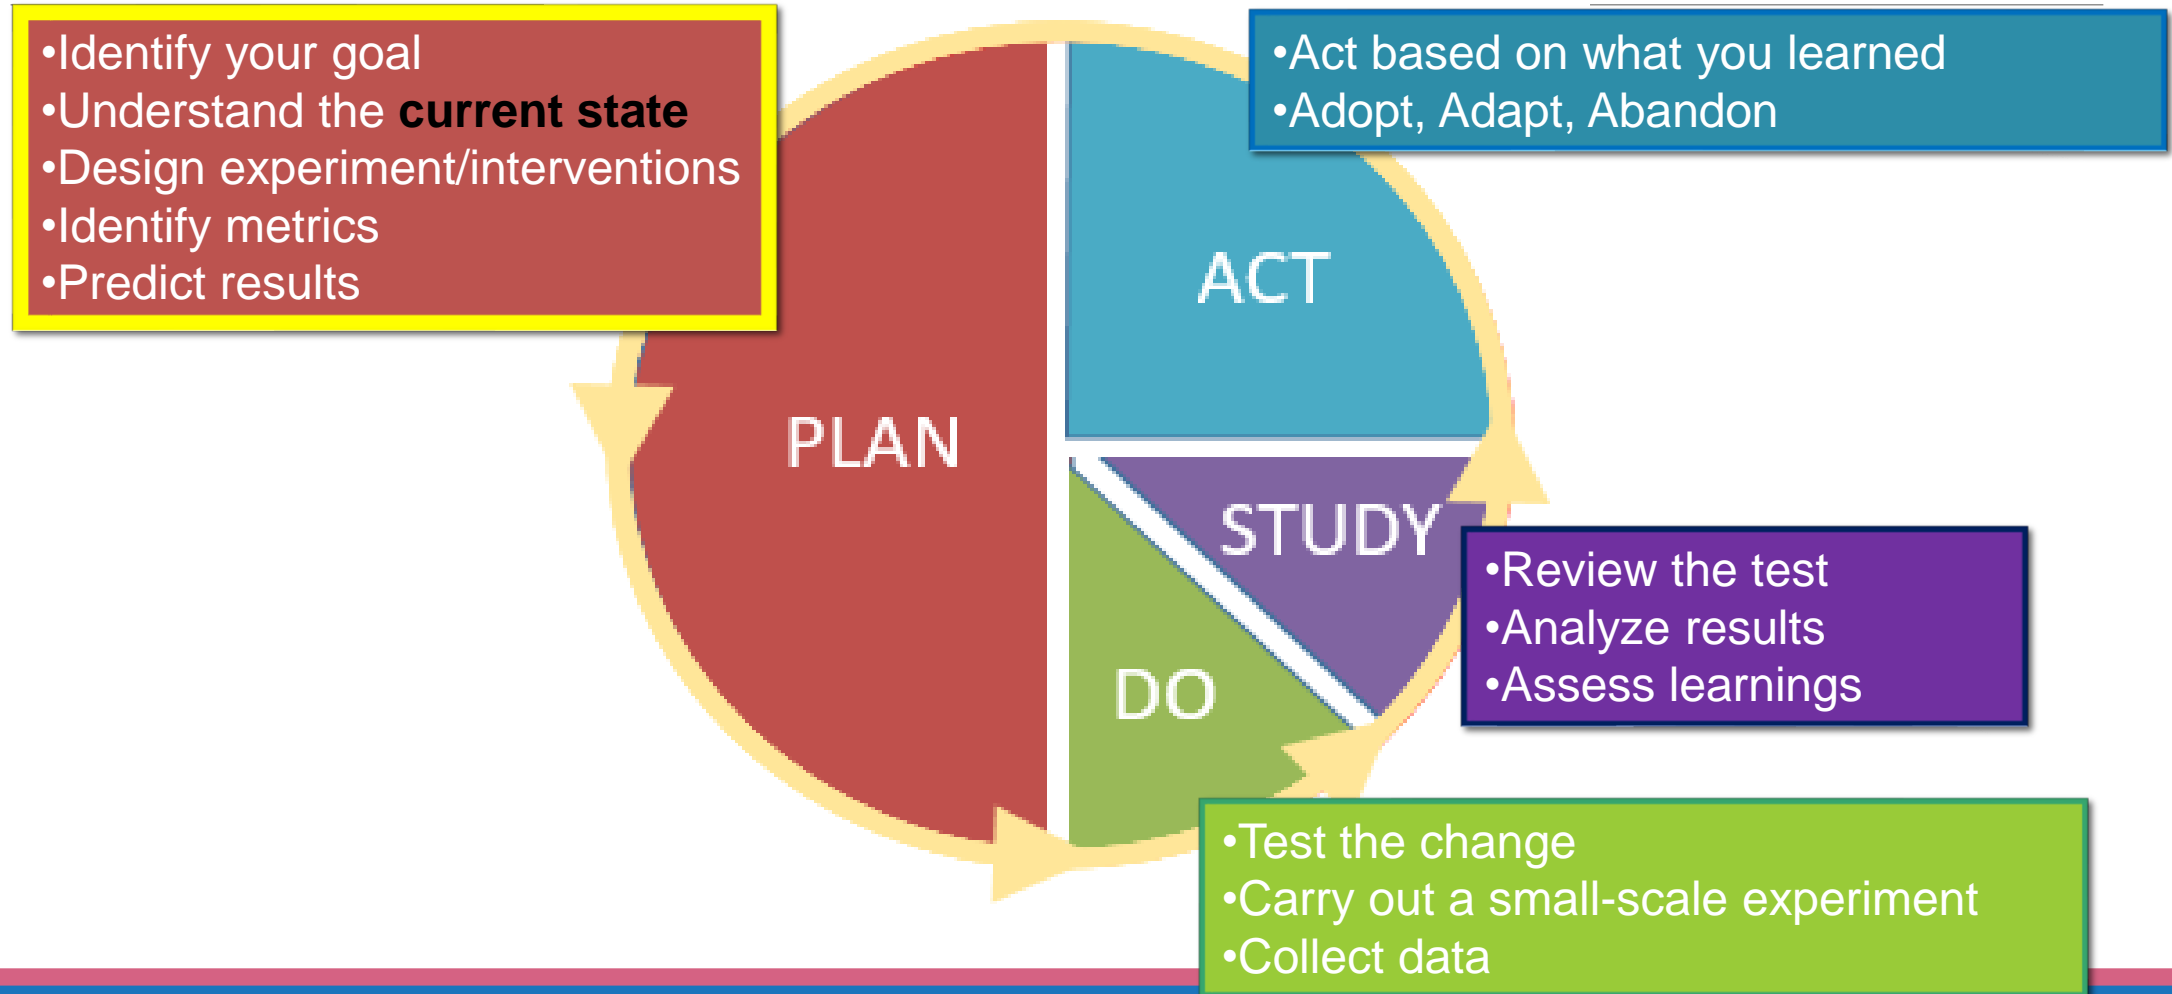 •Identify your goal
•Understand the current state
•Design experiment/interventions
•Identify metrics
•Predict results
•Act based on what you learned
•Adopt, Adapt, Abandon
ACT
PLAN
STUDY
•Review the test
•Analyze results
•Assess learnings
DO
•Test the change
•Carry out a small-scale experiment
•Collect data